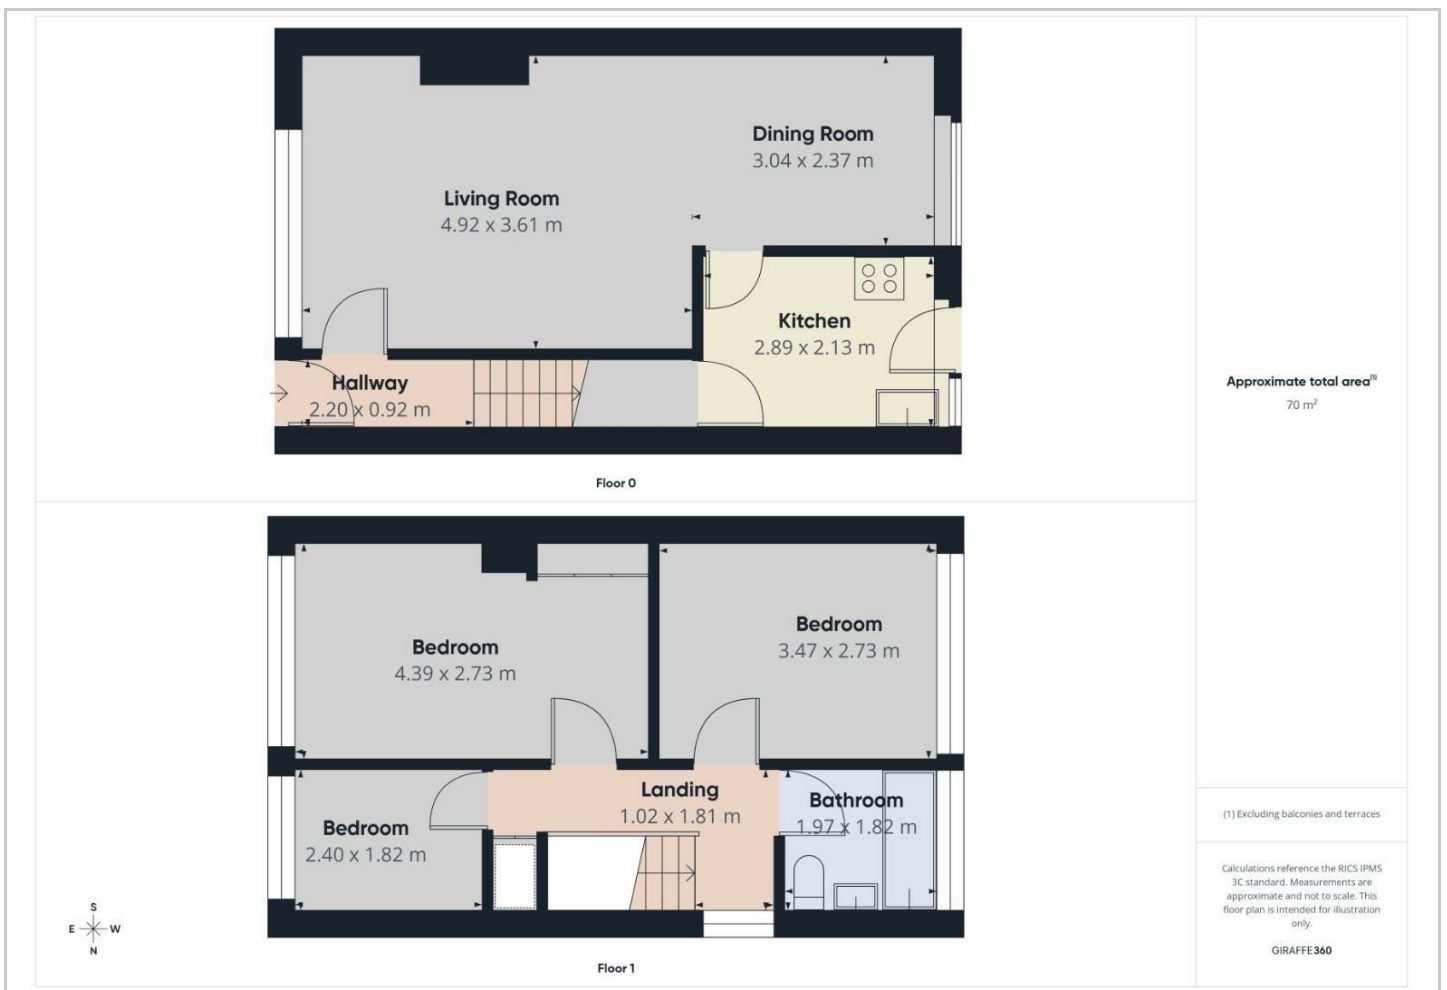 Dining Room
3.04 x 2.37 m
Living Room
4.92 x 3.61 m
Kitchen
2.89 x 2.13 m
Hallway
2.20 x 0.92 m
Floor 0
Approximate total area(1)
70 m²
Bedroom
4.39 x 2.73 m
Bedroom
3.47 x 2.73 m
Landing
1.02 x 1.81 m
Bathroom
1.97 x 1.82 m
Bedroom
2.40 x 1.82 m
S
E W
N
Floor 1
(1) Excluding balconies and terraces
Calculations reference the RICS IPMS
3C standard. Measurements are
approximate and not to scale. This
floor plan is intended for illustration
only.
GIRAFFE360